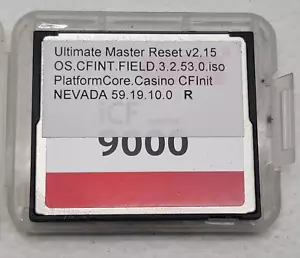 Ultimate Master Reset v2.15
OS.CFINT.FIELD.3.2.53.0.iso
PlatformCore.Casino CFInit
NEVADA 59.19.10.0 R
iCF
9000